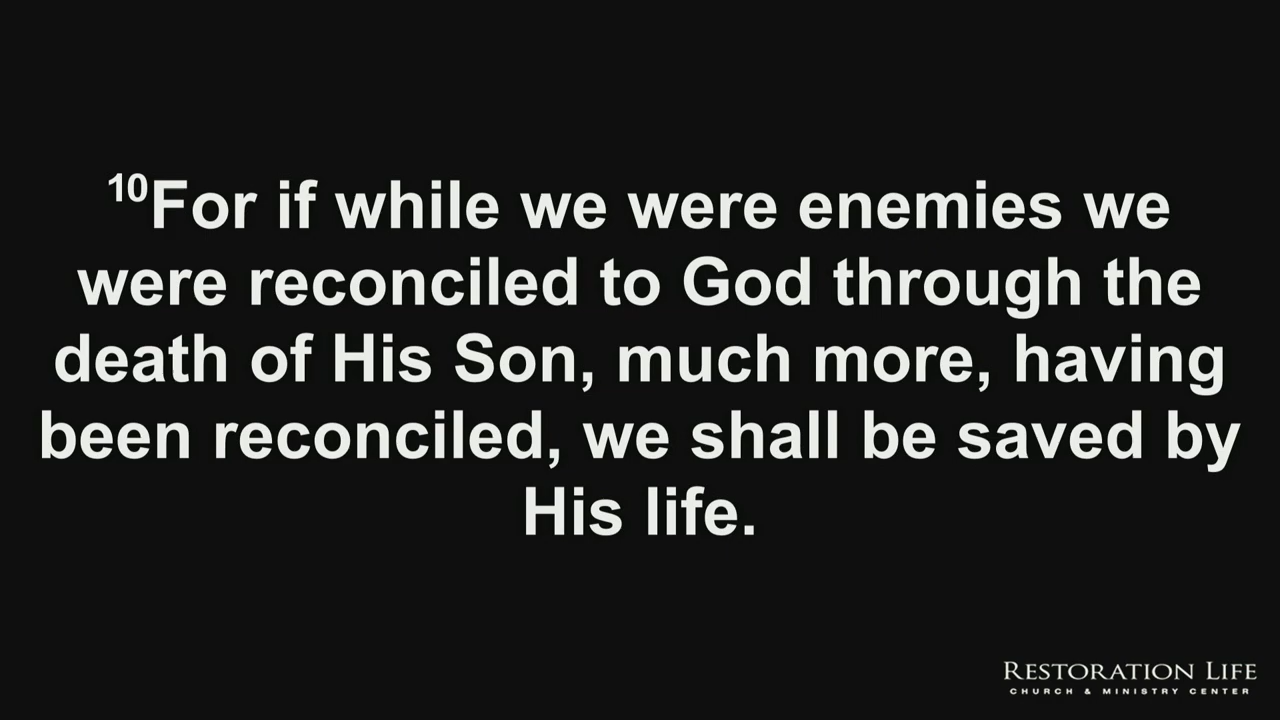 ¹⁰For if while we were enemies we
were reconciled to God through the
death of His Son, much more, having
been reconciled, we shall be saved by
His life.
RESTORATION LIFE
CHURCH & MINISTRY CENTER